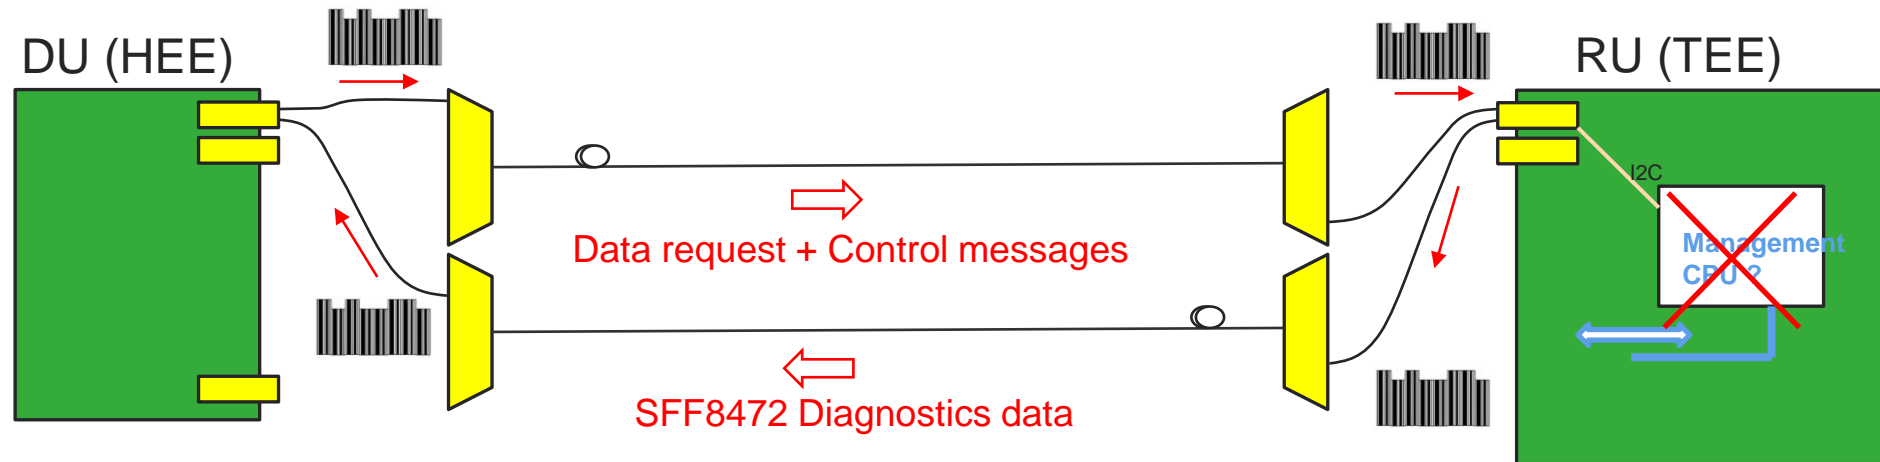 DU (HEE)
RU (TEE)
I2C
Management
CPU ?
Data request + Control messages
SFF8472 Diagnostics data